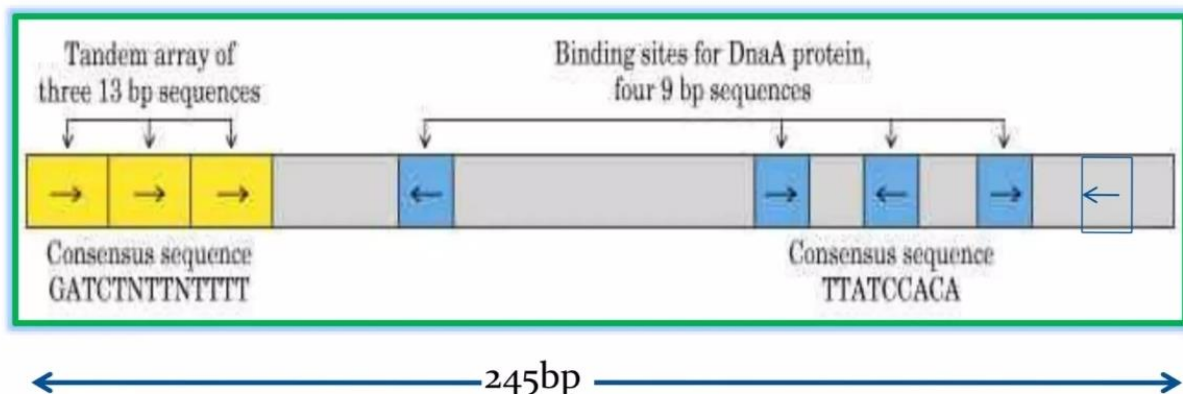 Tandem array of
three 13 bp sequences
Binding sites for DnaA protein,
four 9 bp sequences
Consensus sequence
GATCTNTTNTTTT
Consensus sequence
TTATCCACA
245bp